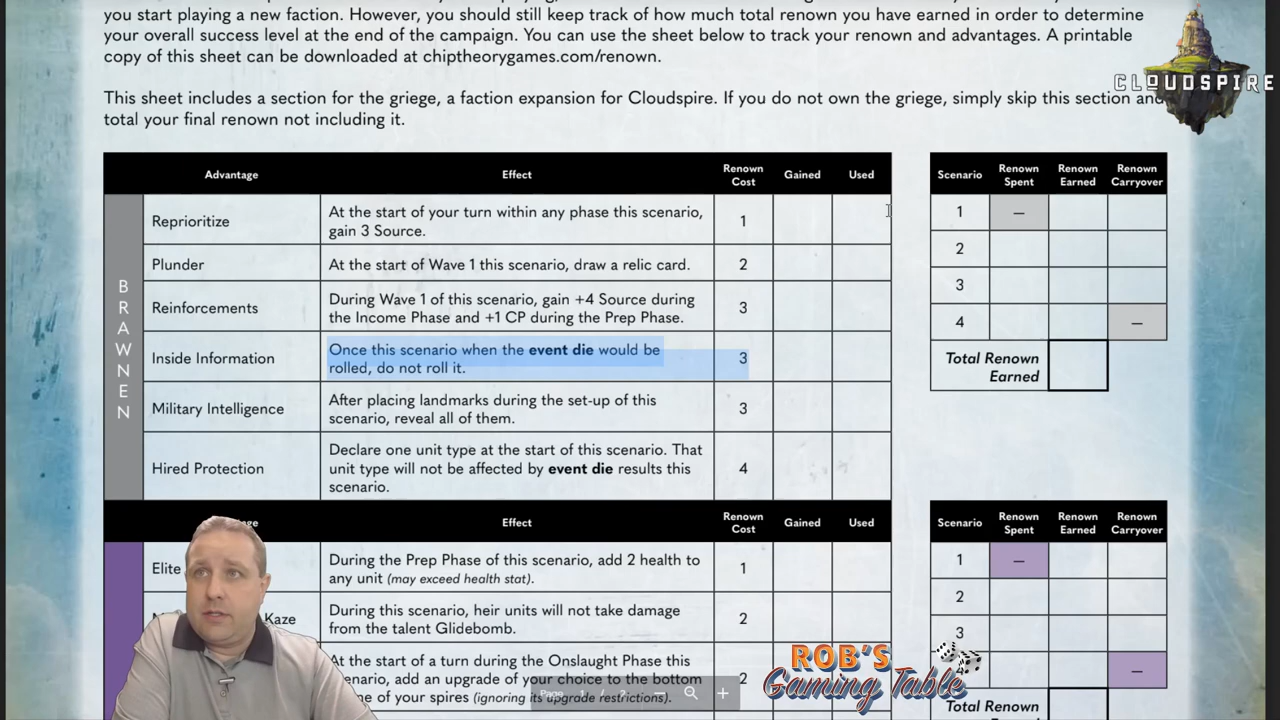 you start playing a new faction. However, you should still keep track of how much total renown you have earned in order to determine
your overall success level at the end of the campaign. You can use the sheet below to track your renown and advantages. A printable
copy of this sheet can be downloaded at chiptheorygames.com/renown.
CLOUDSPIRE
This sheet includes a section for the griege, a faction expansion for Cloudspire. If you do not own the griege, simply skip this section and
total your final renown not including it.
Advantage Effect Renown Cost Gained Used
Reprioritize At the start of your turn within any phase this scenario,
gain 3 Source. 1
Plunder At the start of Wave 1 this scenario, draw a relic card. 2
Reinforcements During Wave 1 of this scenario, gain +4 Source during
the Income Phase and +1 CP during the Prep Phase. 3
Inside Information Once this scenario when the event die would be
rolled, do not roll it. 3
Military Intelligence After placing landmarks during the set-up of this
scenario, reveal all of them. 3
Hired Protection Declare one unit type at the start of this scenario. That
unit type will not be affected by event die results this
scenario. 4
BRAWNEN
Scenario Renown Spent Renown Earned Renown Carryover
1 —
2
3
4 —
Total Renown
Earned
Effect Renown Cost Gained Used
Elite During the Prep Phase of this scenario, add 2 health to
any unit (may exceed health stat). 1
Kaze During this scenario, heir units will not take damage
from the talent Glidebomb. 2
At the start of a turn during the Onslaught Phase this
scenario, add an upgrade of your choice to the bottom
of your spires (ignoring its upgrade restrictions). 2
Scenario Renown Spent Renown Earned Renown Carryover
1 —
2
3
—
Total Renown
Page 1 / 2 — +
ROB'S
Gaming Table